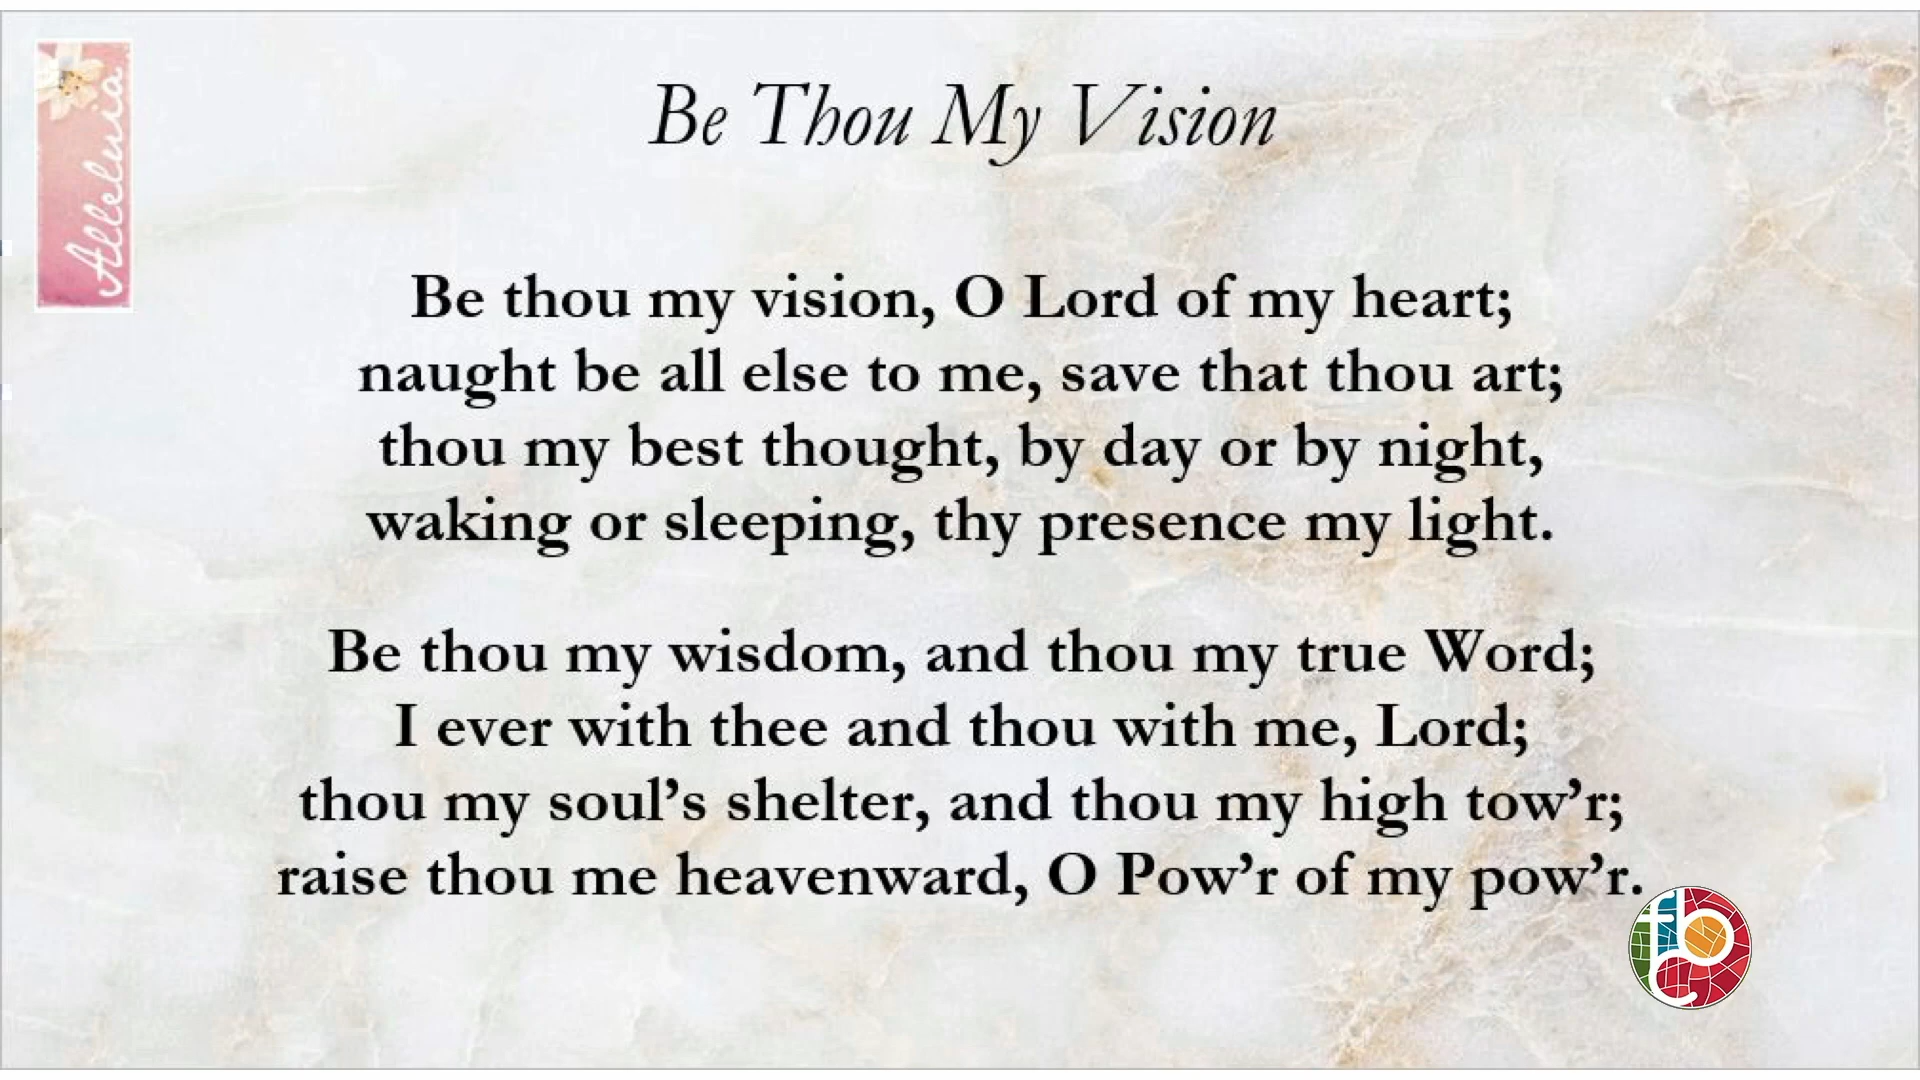 Alleluia
Be Thou My Vision
Be thou my vision, O Lord of my heart;
naught be all else to me, save that thou art;
thou my best thought, by day or by night,
waking or sleeping, thy presence my light.
Be thou my wisdom, and thou my true Word;
I ever with thee and thou with me, Lord;
thou my soul’s shelter, and thou my high tow’r;
raise thou me heavenward, O Pow’r of my pow’r.
fbc